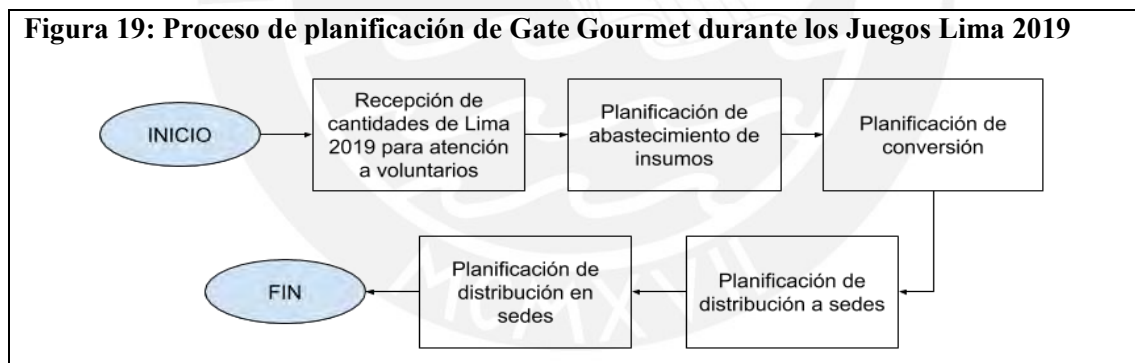 Figura 19: Proceso de planificación de Gate Gourmet durante los Juegos Lima 2019
INICIO
Recepción de
cantidades de Lima
2019 para atención
a voluntarios
Planificación de
abastecimiento de
insumos
Planificación de
conversión
Planificación de
distribución a sedes
Planificación de
distribución en
sedes
FIN
MCMXVII